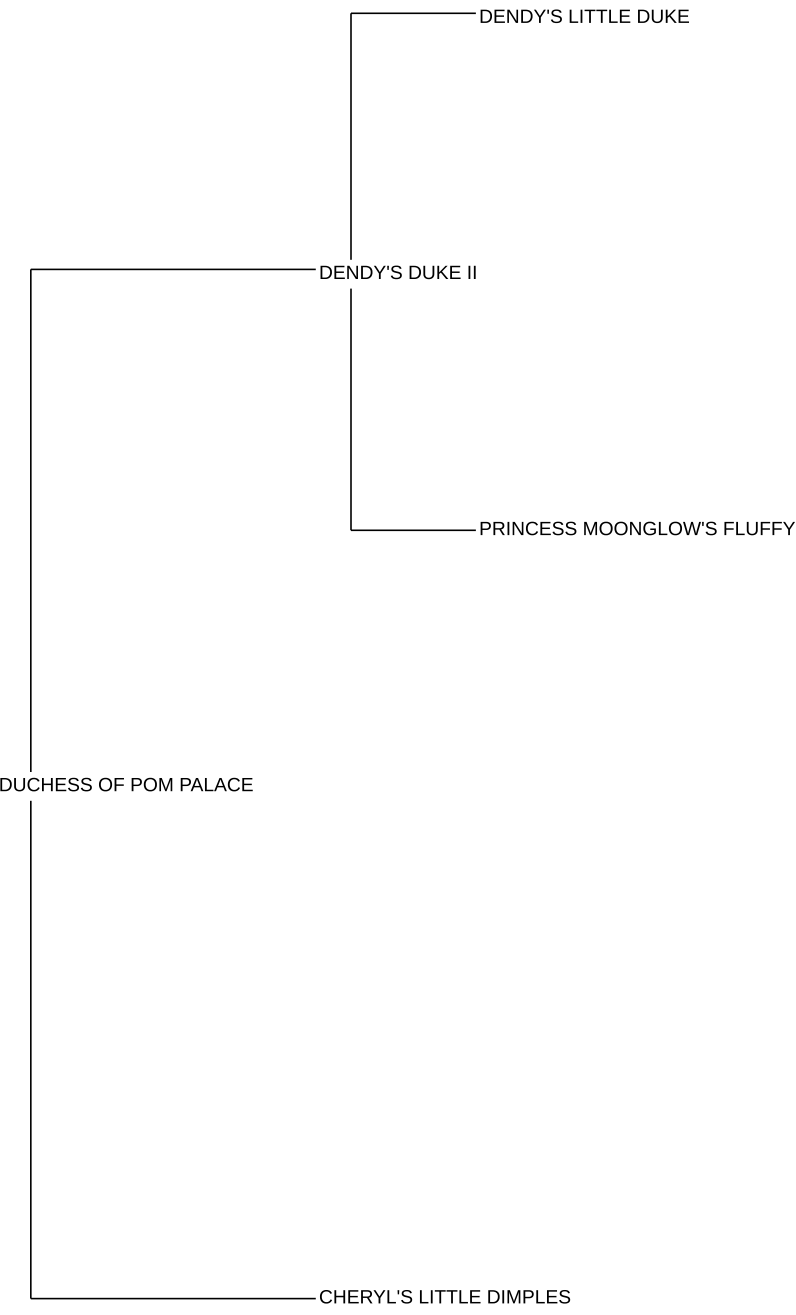 DENDY'S LITTLE DUKE
DENDY'S DUKE II
PRINCESS MOONGLOW'S FLUFFY
DUCHESS OF POM PALACE
CHERYL'S LITTLE DIMPLES